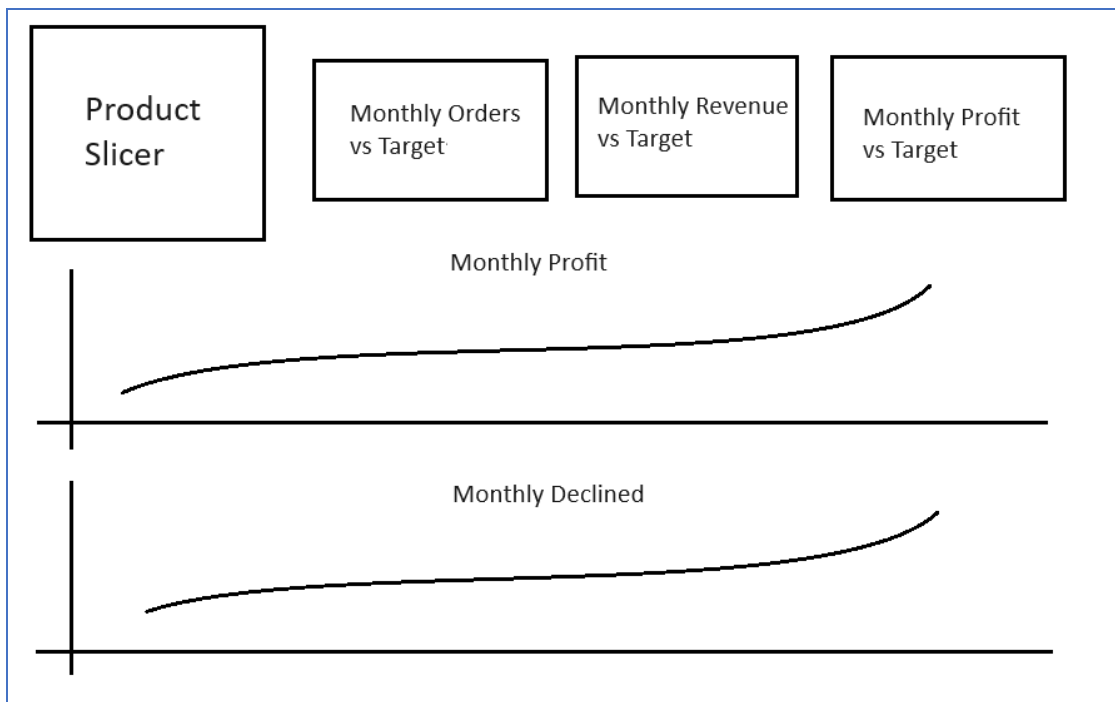 Product
Slicer
Monthly Orders
vs Target
Monthly Revenue
vs Target
Monthly Profit
vs Target
Monthly Profit
Monthly Declined